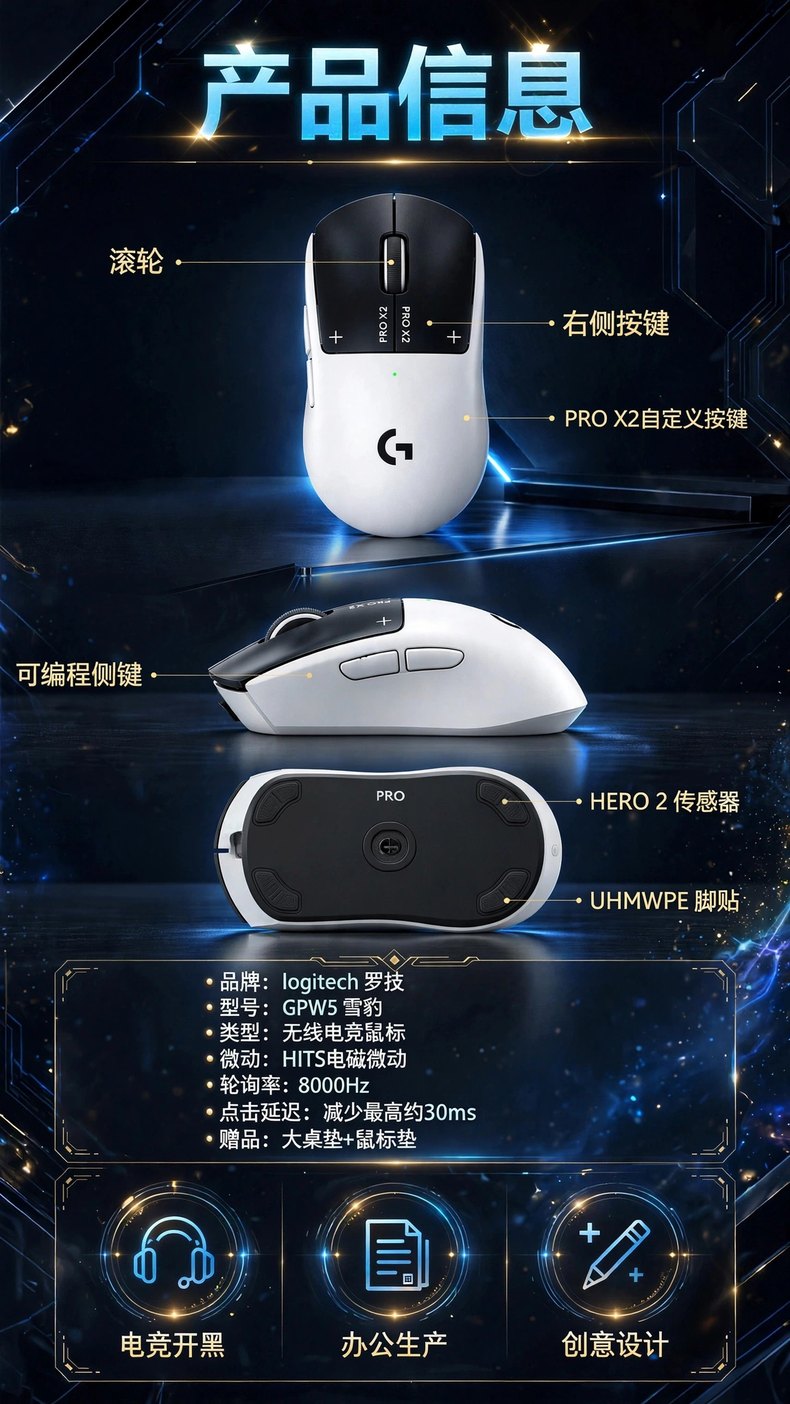 产品信息
滚轮
PRO X2
PRO X2
右侧按键
PRO X2自定义按键
PRO X2
可编程侧键
PRO
HERO 2 传感器
UHMWPE 脚贴
• 品牌：logitech 罗技
• 型号：GPW5 雪豹
• 类型：无线电竞鼠标
• 微动：HITS电磁微动
• 轮询率：8000Hz
• 点击延迟：减少最高约30ms
• 赠品：大桌垫+鼠标垫
电竞开黑
办公生产
创意设计